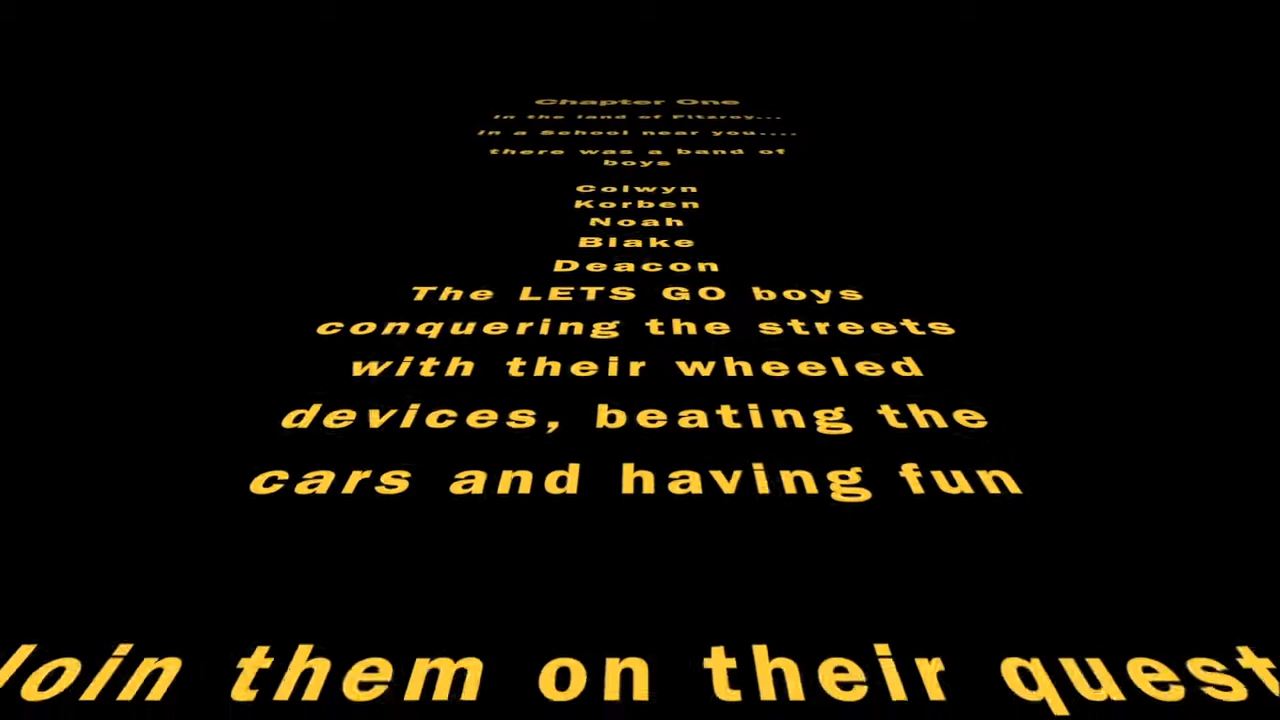 Chapter One
In the land of Fitzroy...
in a School near you....
there was a band of
boys
Colwyn
Korben
Noah
Blake
Deacon
The LETS GO boys
conquering the streets
with their wheeled
devices, beating the
cars and having fun
Join them on their quest